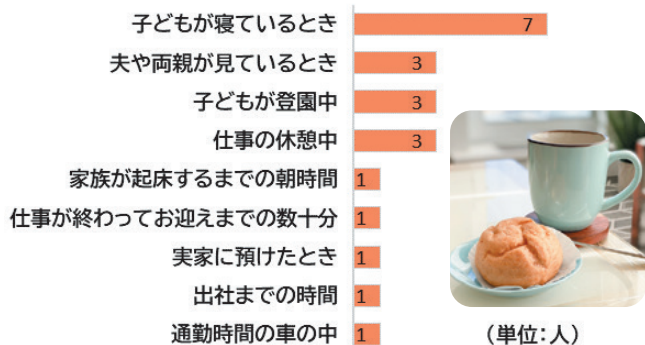 子どもが寝ているとき 7
夫や両親が見ているとき 3
子どもが登園中 3
仕事の休憩中 3
家族が起床するまでの朝時間 1
仕事が終わってお迎えまでの数十分 1
実家に預けたとき 1
出社までの時間 1
通勤時間の車の中 1
（単位：人）